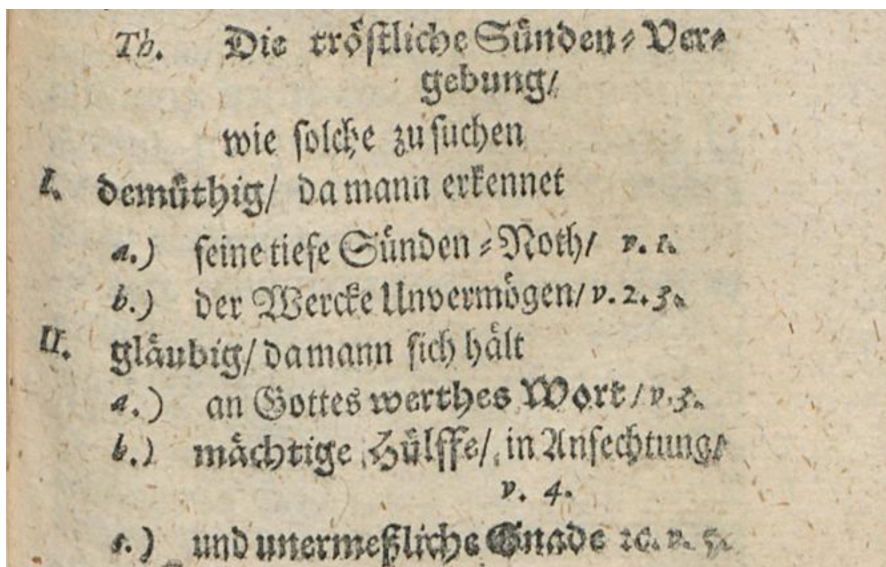 Th. Die tröstliche Sünden-Ver-
gebung/
wie solche zu suchen
I. demüthig/ da mann erkennet
a.) seine tiefe Sünden-Noth/ v. 1.
b.) der Wercke Unvermögen/ v. 2. 3.
II. gläubig/ da mann sich hält
a.) an Gottes werthes Wort/ v. 3.
b.) mächtige Hülffe/ in Anfechtung/
v. 4.
c.) und unermeßliche Gnade ꝛc. v. 5.